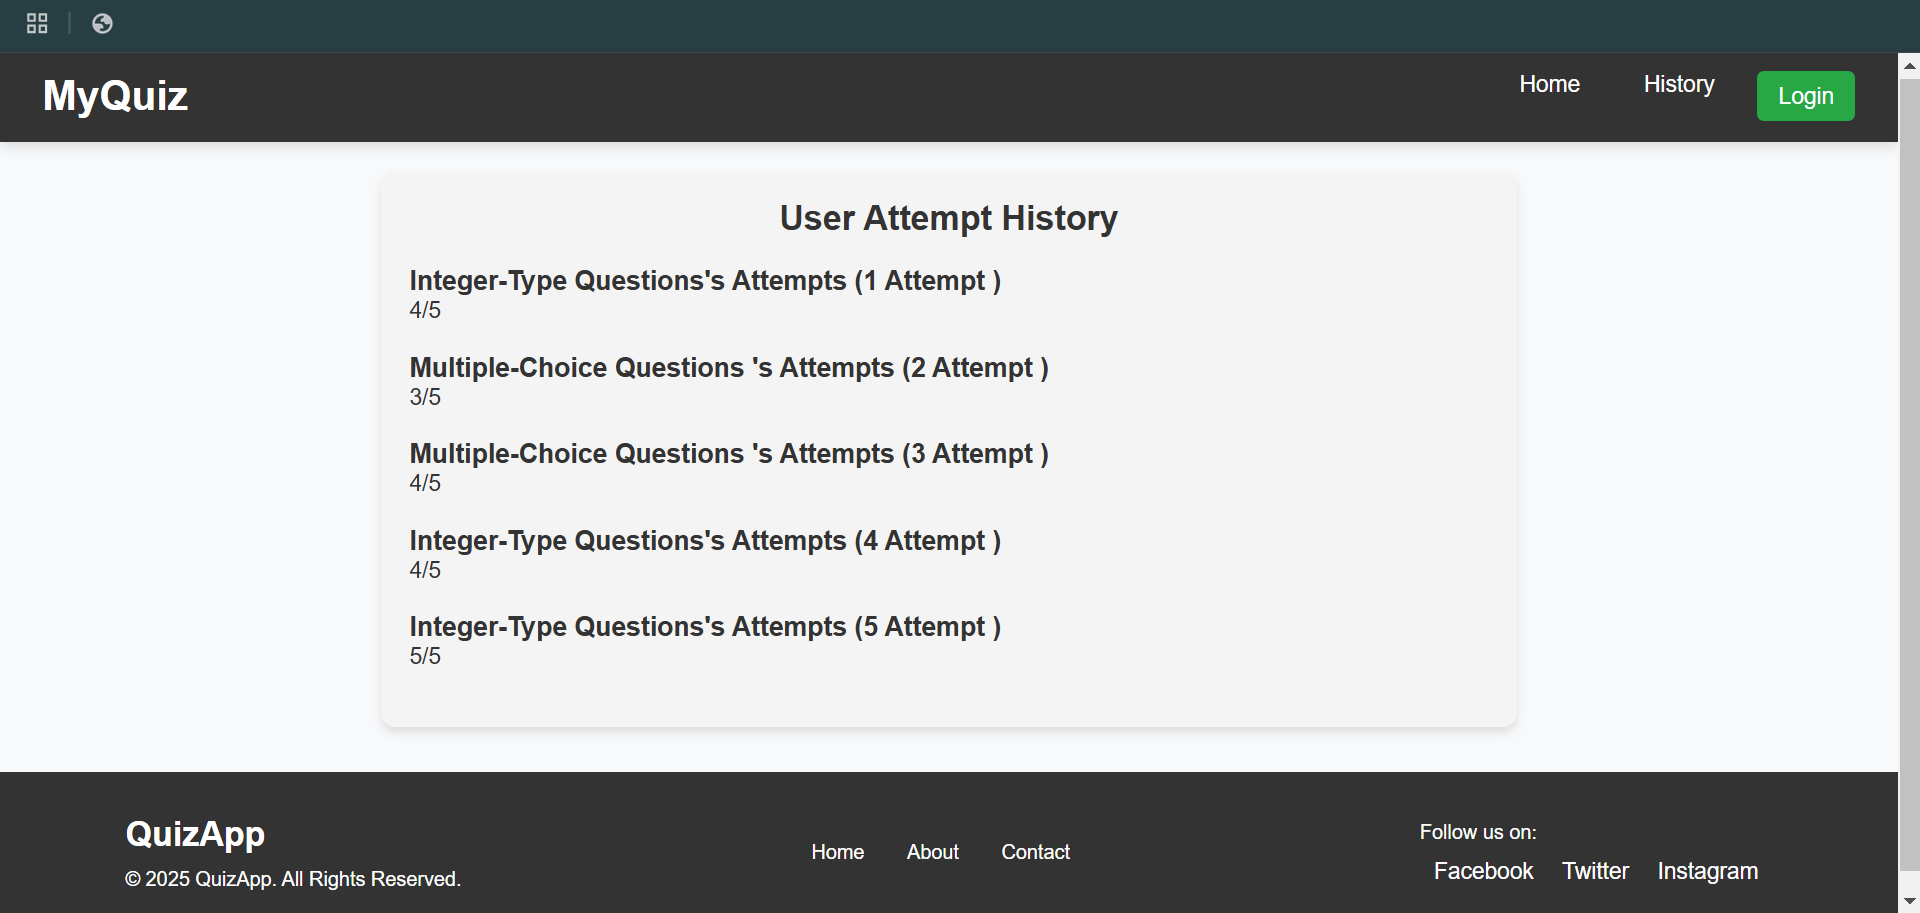 MyQuiz
Home
History
Login
User Attempt History
Integer-Type Questions's Attempts (1 Attempt )
4/5
Multiple-Choice Questions 's Attempts (2 Attempt )
3/5
Multiple-Choice Questions 's Attempts (3 Attempt )
4/5
Integer-Type Questions's Attempts (4 Attempt )
4/5
Integer-Type Questions's Attempts (5 Attempt )
5/5
QuizApp
© 2025 QuizApp. All Rights Reserved.
Home
About
Contact
Follow us on:
Facebook
Twitter
Instagram